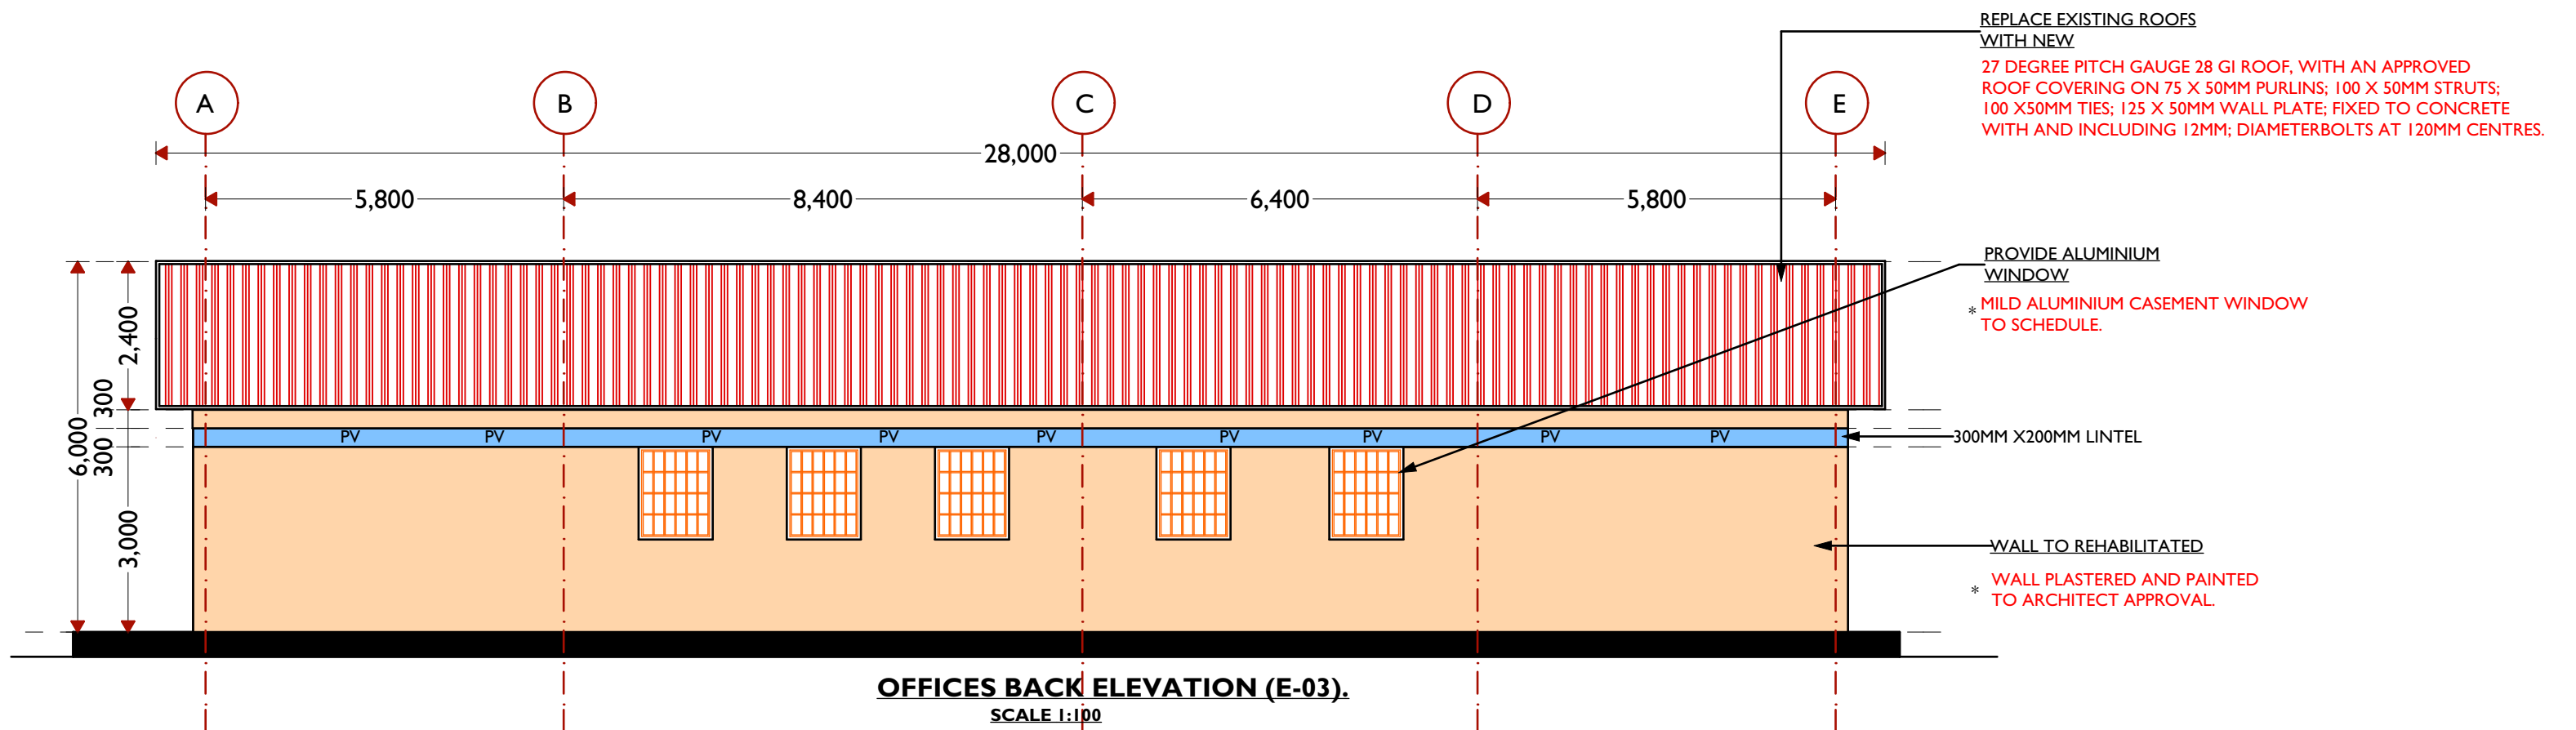 REPLACE EXISTING ROOFS
WITH NEW
27 DEGREE PITCH GAUGE 28 GI ROOF, WITH AN APPROVED
ROOF COVERING ON 75 X 50MM PURLINS; 100 X 50MM STRUTS;
100 X50MM TIES; 125 X 50MM WALL PLATE; FIXED TO CONCRETE
WITH AND INCLUDING 12MM; DIAMETERBOLTS AT 120MM CENTRES.
A B C D E
28,000
5,800 8,400 6,400 5,800
PROVIDE ALUMINIUM
WINDOW
* MILD ALUMINIUM CASEMENT WINDOW
TO SCHEDULE.
2,400
300
6,000
300
3,000
PV PV PV PV PV PV PV PV PV
300MM X200MM LINTEL
WALL TO REHABILITATED
* WALL PLASTERED AND PAINTED
TO ARCHITECT APPROVAL.
OFFICES BACK ELEVATION (E-03).
SCALE 1:100